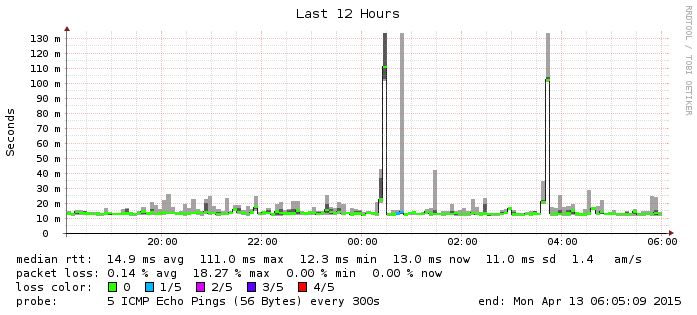 Last 12 Hours
RRDTOOL / TOBI OETIKER
Seconds
130 m
120 m
110 m
100 m
90 m
80 m
70 m
60 m
50 m
40 m
30 m
20 m
10 m
0
20:00 22:00 00:00 02:00 04:00 06:00
median rtt: 14.9 ms avg 111.0 ms max 12.3 ms min 13.0 ms now 11.0 ms sd 1.4 am/s
packet loss: 0.14 % avg 18.27 % max 0.00 % min 0.00 % now
loss color: 0 1/5 2/5 3/5 4/5
probe: 5 ICMP Echo Pings (56 Bytes) every 300s end: Mon Apr 13 06:05:09 2015